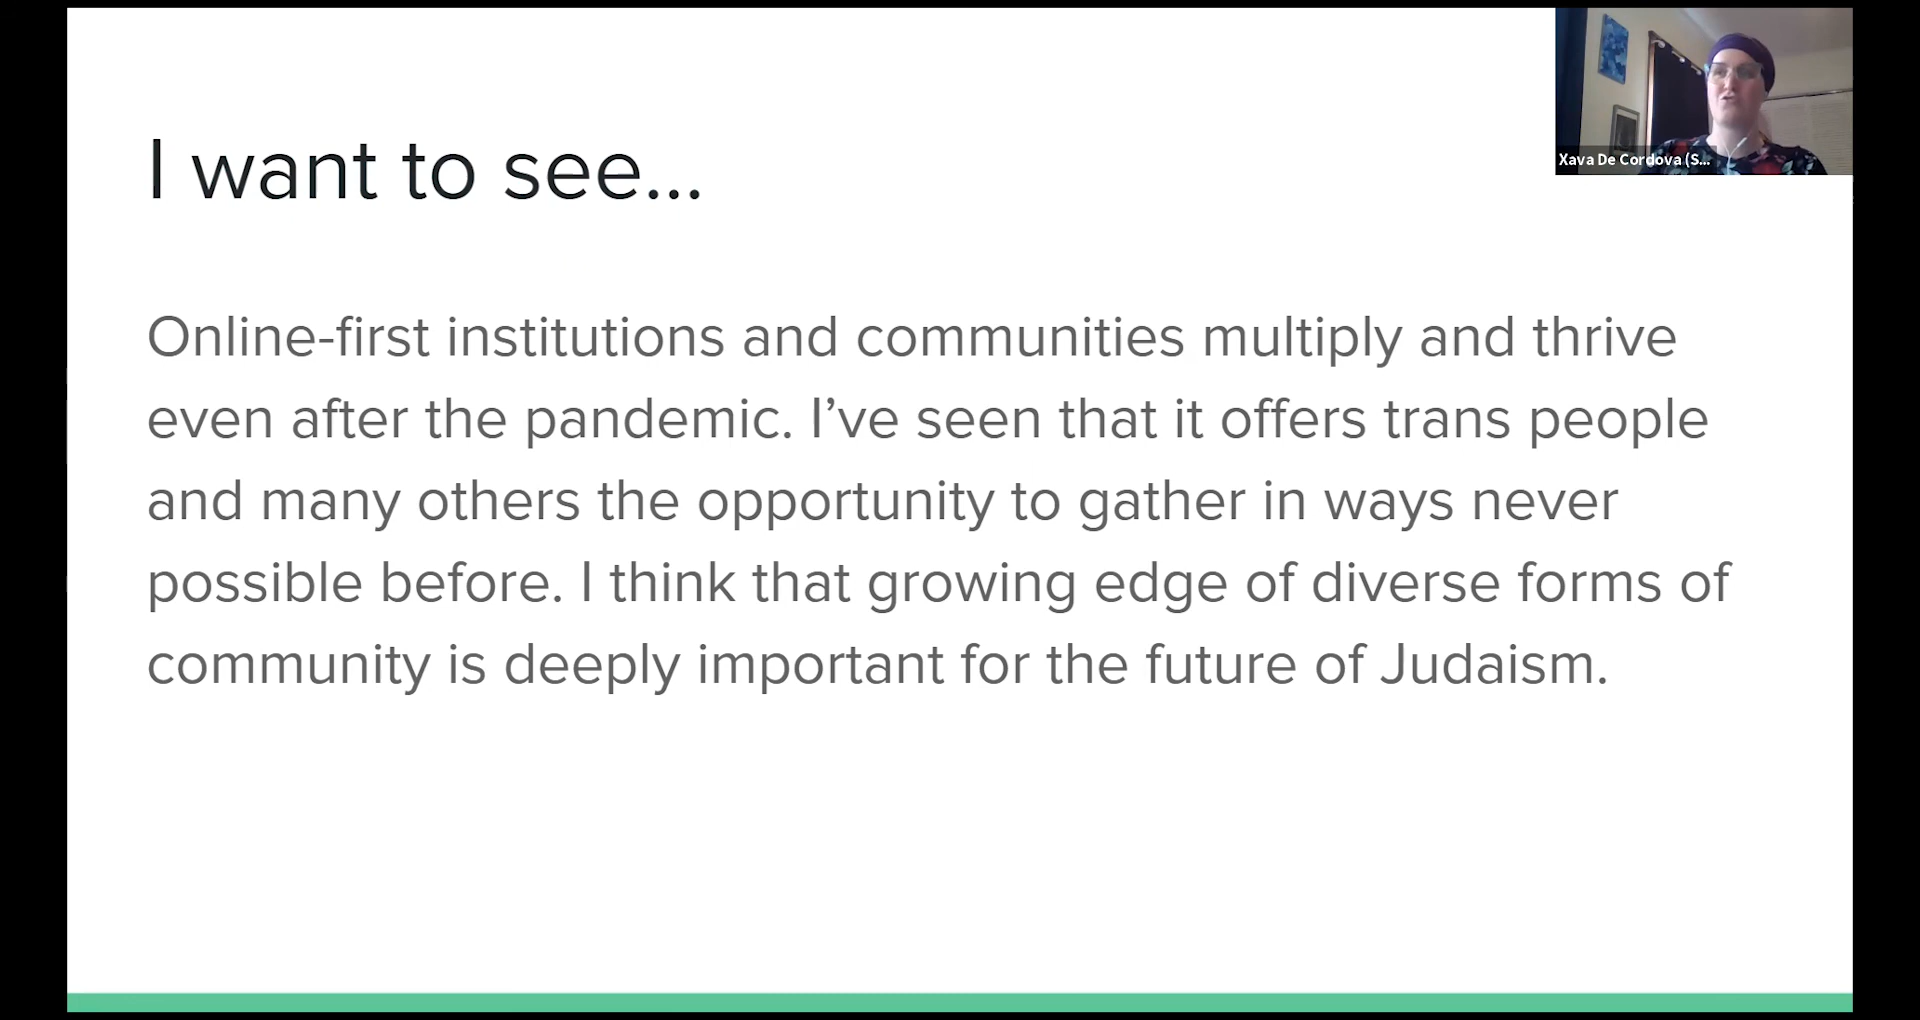 I want to see...
Xava De Cordova (S...
Online-first institutions and communities multiply and thrive
even after the pandemic. I’ve seen that it offers trans people
and many others the opportunity to gather in ways never
possible before. I think that growing edge of diverse forms of
community is deeply important for the future of Judaism.